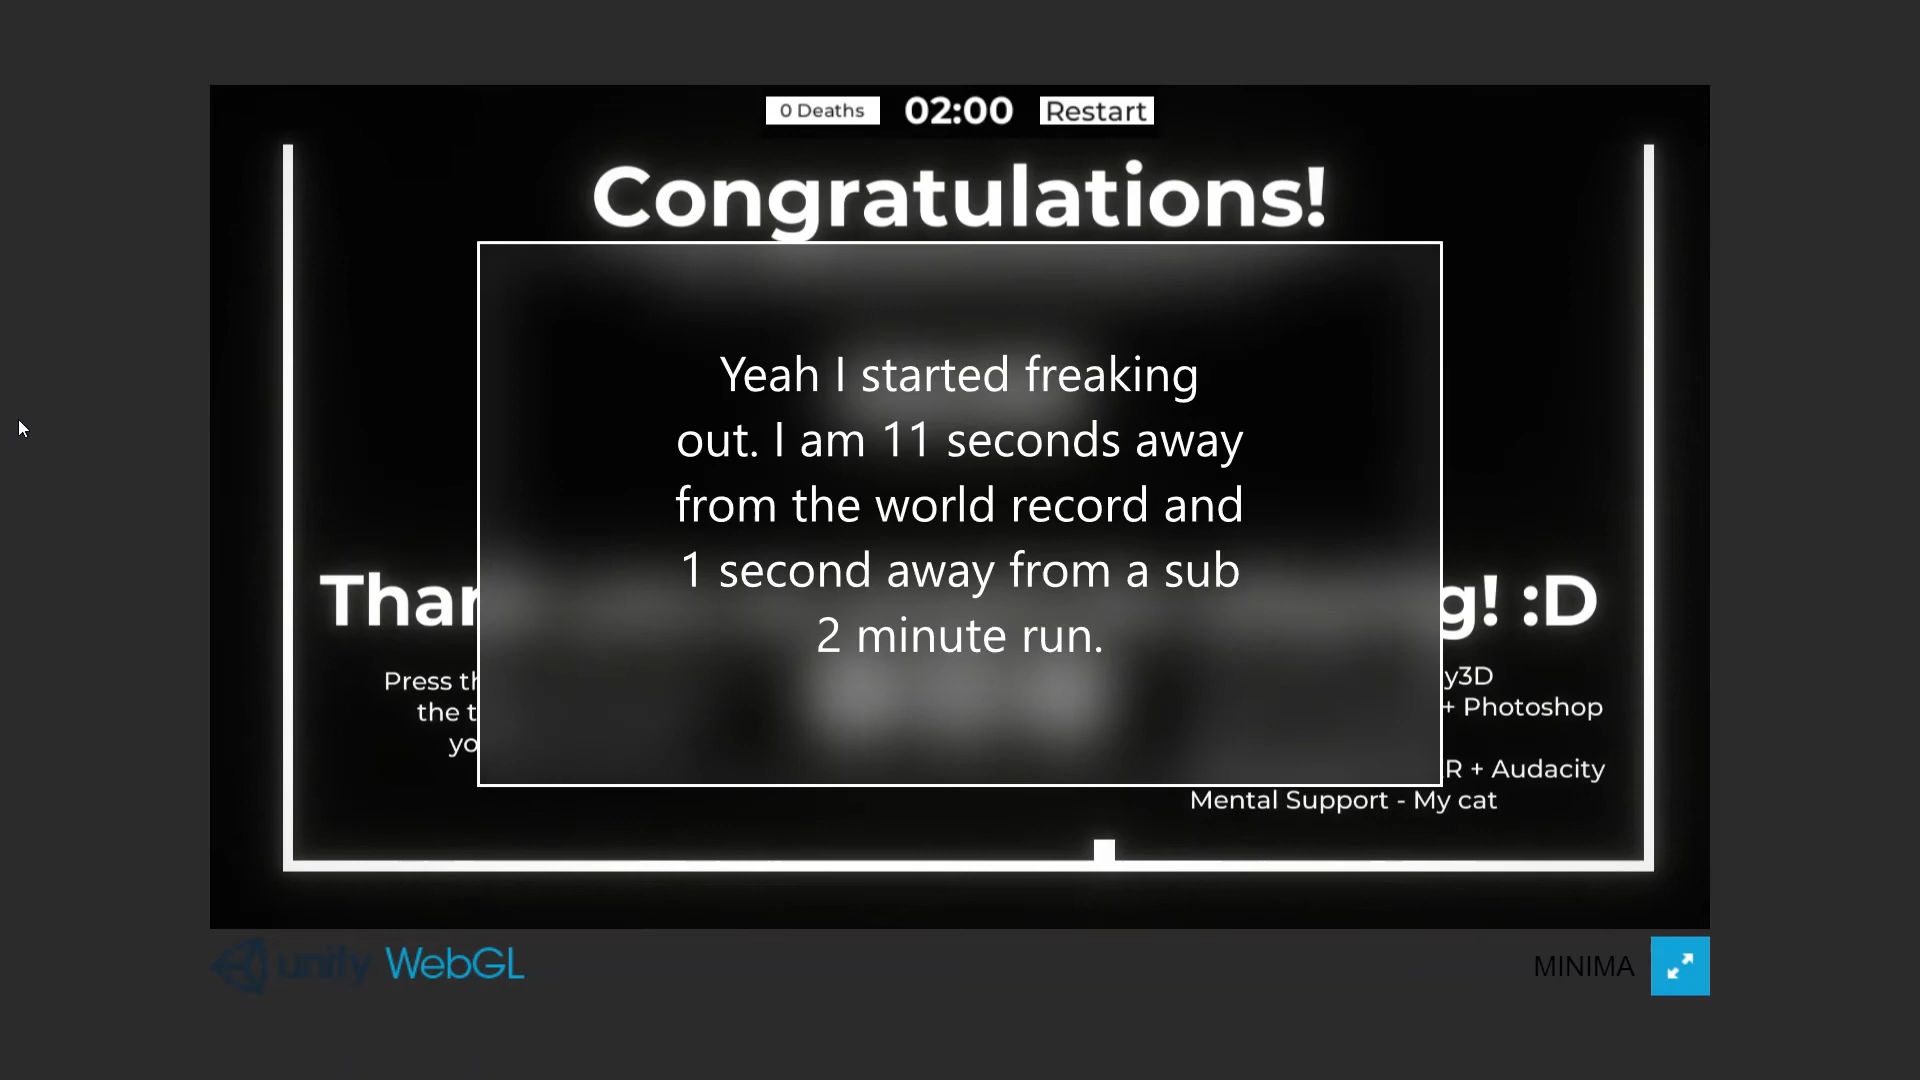 0 Deaths 02:00 Restart
Congratulations!
Yeah I started freaking
out. I am 11 seconds away
from the world record and
1 second away from a sub
2 minute run.
:D
Press
the
y3D
+ Photoshop
R + Audacity
Mental Support - My cat
unity WebGL
MINIMA